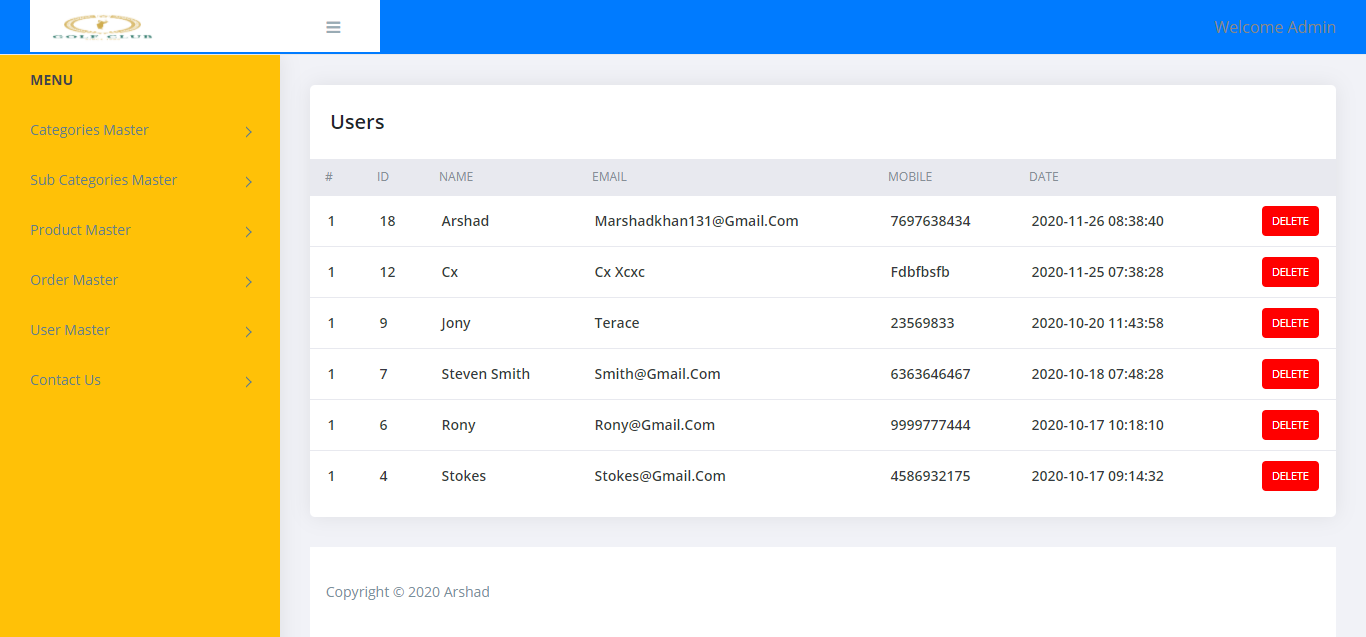 GOLF CLUB
Welcome Admin
MENU
Categories Master
Sub Categories Master
Product Master
Order Master
User Master
Contact Us
Users
# ID NAME EMAIL MOBILE DATE
1 18 Arshad Marshadkhan131@Gmail.Com 7697638434 2020-11-26 08:38:40 DELETE
1 12 Cx Cx Xcxc Fdbfbsfb 2020-11-25 07:38:28 DELETE
1 9 Jony Terace 23569833 2020-10-20 11:43:58 DELETE
1 7 Steven Smith Smith@Gmail.Com 6363646467 2020-10-18 07:48:28 DELETE
1 6 Rony Rony@Gmail.Com 9999777444 2020-10-17 10:18:10 DELETE
1 4 Stokes Stokes@Gmail.Com 4586932175 2020-10-17 09:14:32 DELETE
Copyright © 2020 Arshad